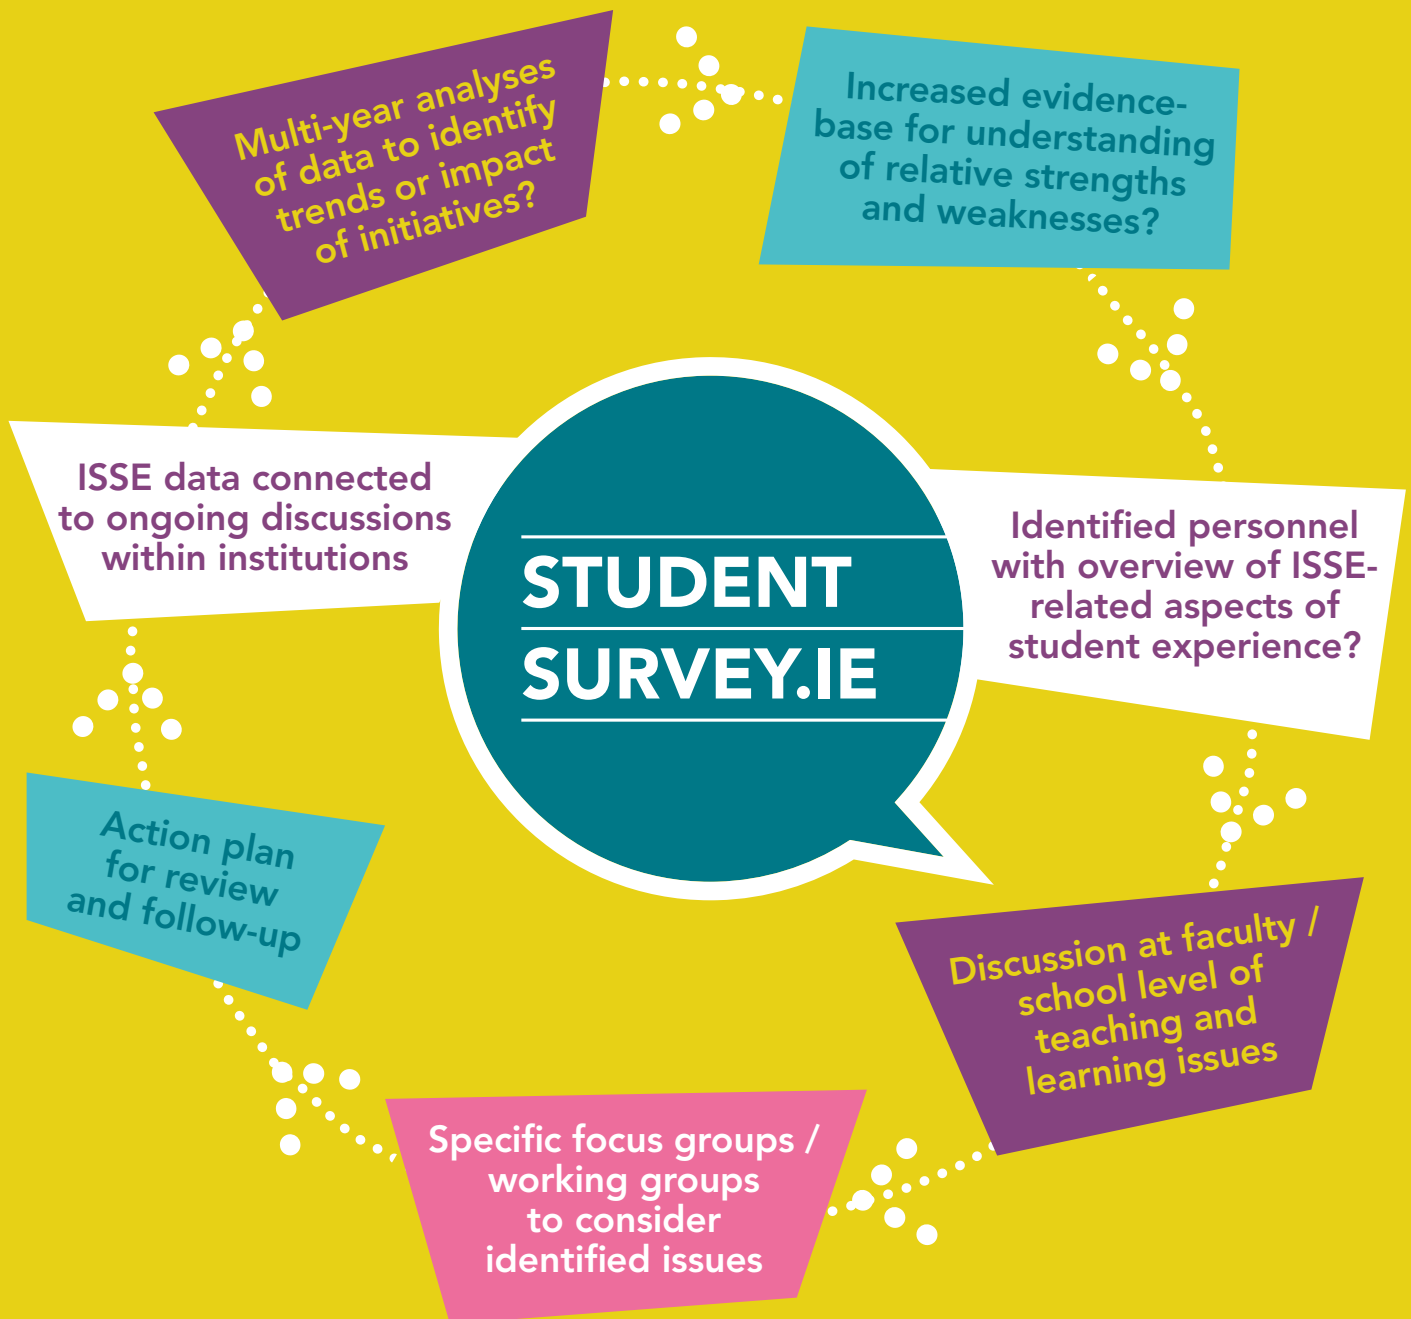 Multi-year analyses
of data to identify
trends or impact
of initiatives?
Increased evidence-
base for understanding
of relative strengths
and weaknesses?
ISSE data connected
to ongoing discussions
within institutions
STUDENT
SURVEY.IE
Identified personnel
with overview of ISSE-
related aspects of
student experience?
Action plan
for review
and follow-up
Discussion at faculty /
school level of
teaching and
learning issues
Specific focus groups /
working groups
to consider
identified issues